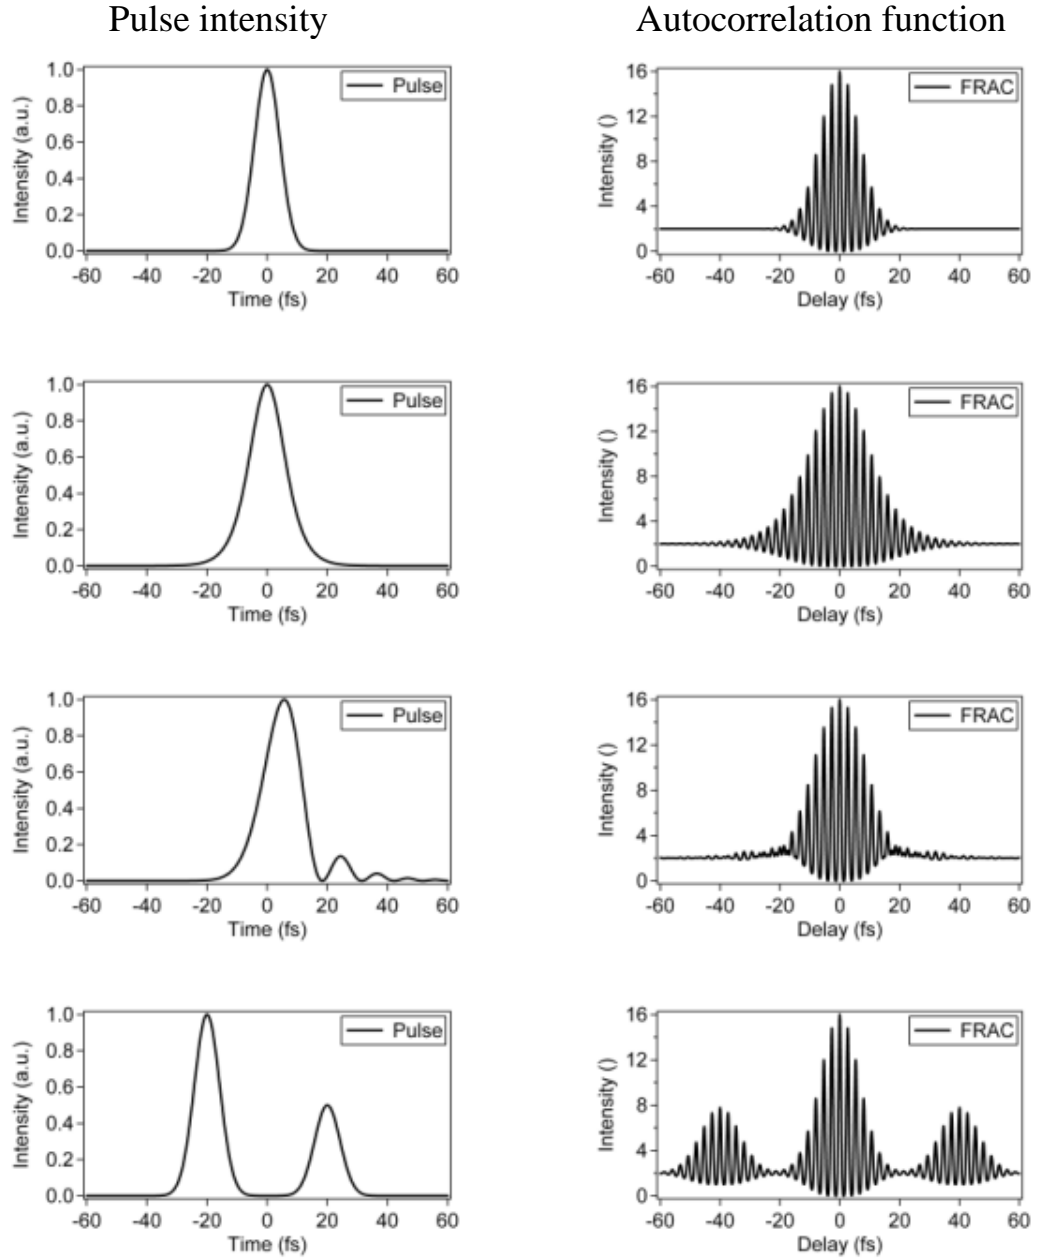 Pulse intensity
Autocorrelation function
1.0
0.8
0.6
0.4
0.2
0.0
Intensity (a.u.)
Pulse
-60 -40 -20 0 20 40 60
Time (fs)
16
12
8
4
0
Intensity ()
FRAC
-60 -40 -20 0 20 40 60
Delay (fs)
1.0
0.8
0.6
0.4
0.2
0.0
Intensity (a.u.)
Pulse
-60 -40 -20 0 20 40 60
Time (fs)
16
12
8
4
0
Intensity ()
FRAC
-60 -40 -20 0 20 40 60
Delay (fs)
1.0
0.8
0.6
0.4
0.2
0.0
Intensity (a.u.)
Pulse
-60 -40 -20 0 20 40 60
Time (fs)
16
12
8
4
0
Intensity ()
FRAC
-60 -40 -20 0 20 40 60
Delay (fs)
1.0
0.8
0.6
0.4
0.2
0.0
Intensity (a.u.)
Pulse
-60 -40 -20 0 20 40 60
Time (fs)
16
12
8
4
0
Intensity ()
FRAC
-60 -40 -20 0 20 40 60
Delay (fs)